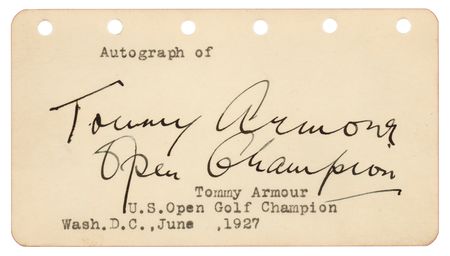 Autograph of
Tommy Armour
Open Champion
Tommy Armour
U.S.Open Golf Champion
Wash.D.C.,June ,1927